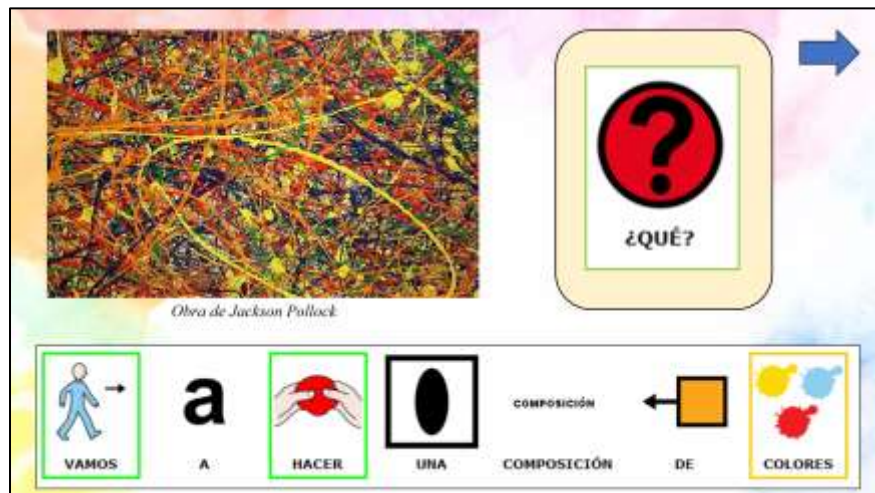 ¿QUÉ?
Obra de Jackson Pollock
a
COMPOSICIÓN
VAMOS A HACER UNA COMPOSICIÓN DE COLORES